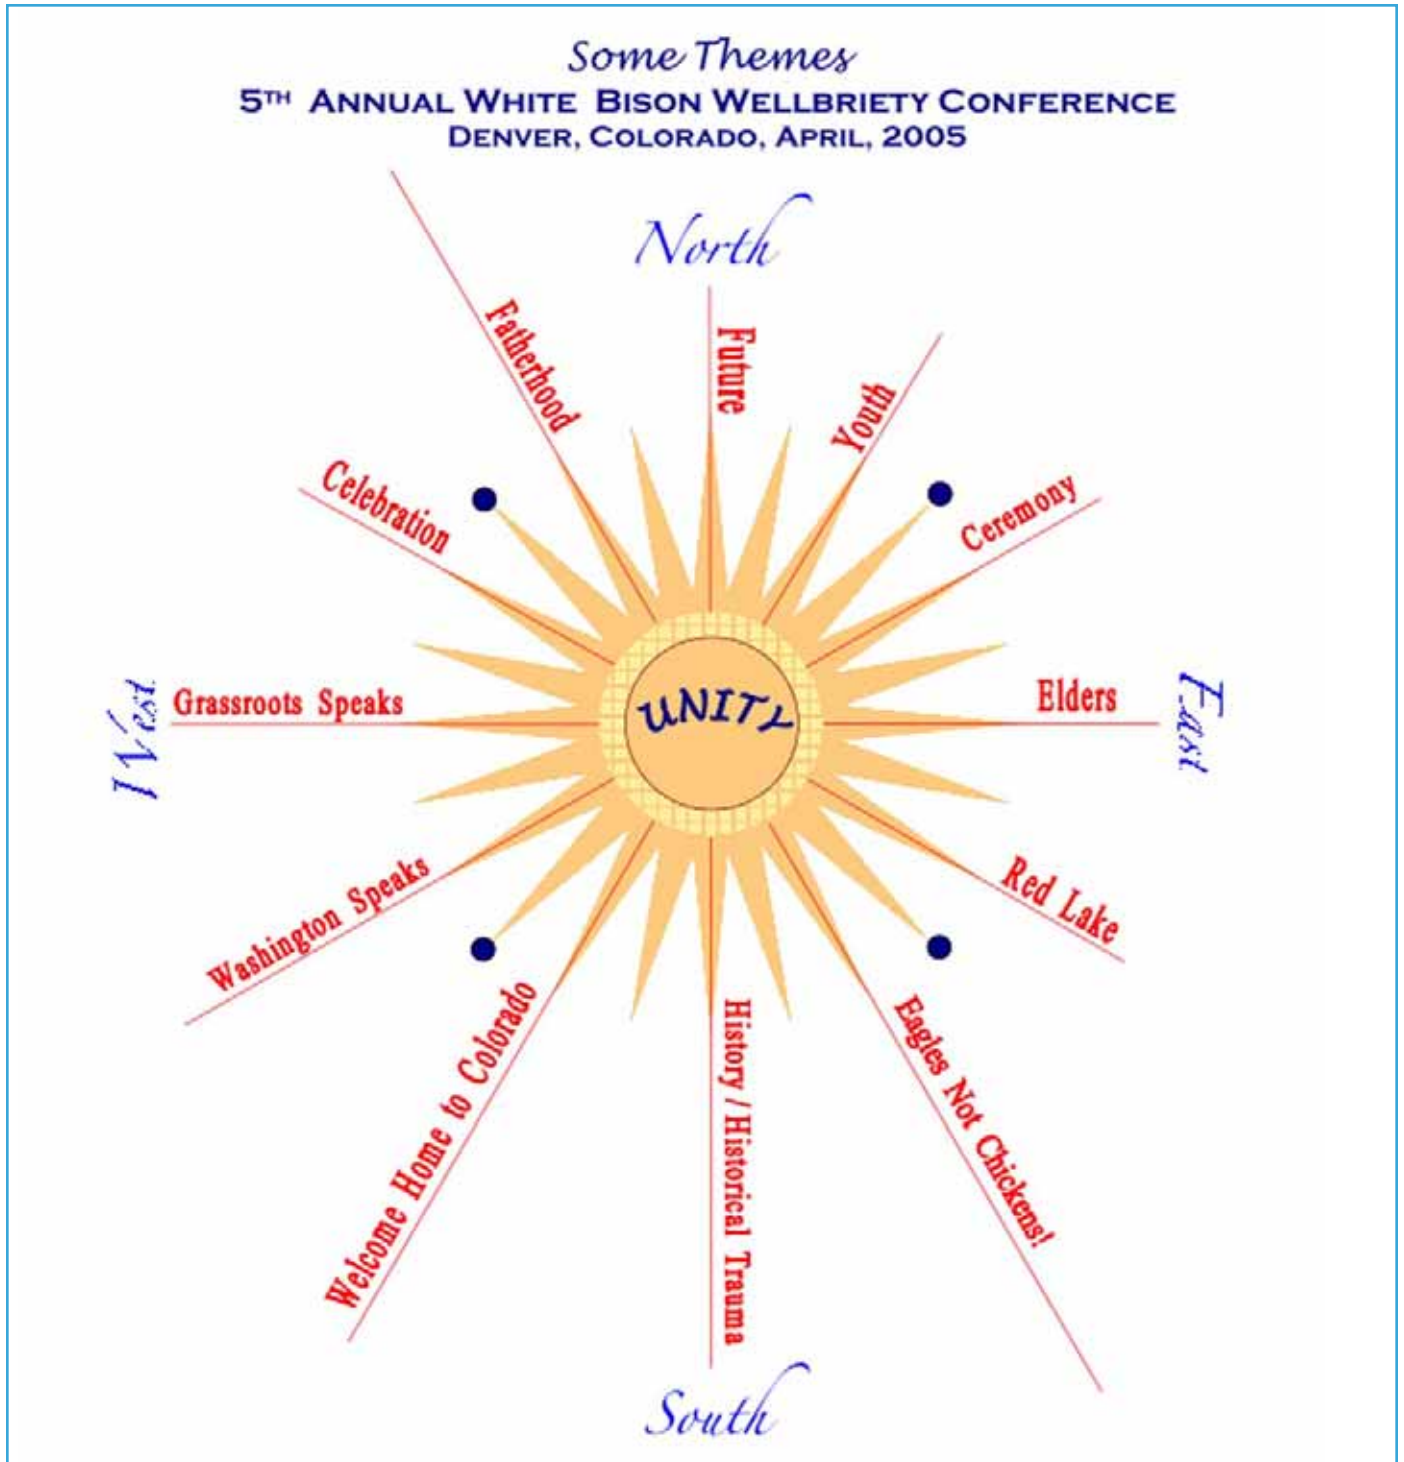 Some Themes
5TH ANNUAL WHITE BISON WELLBRIETY CONFERENCE
DENVER, COLORADO, APRIL, 2005
North
Future
Youth
Ceremony
Elders
East
Red Lake
Eagles Not Chickens!
History / Historical Trauma
South
Welcome Home to Colorado
Washington Speaks
Grassroots Speaks
West
Celebration
Fatherhood
UNITY